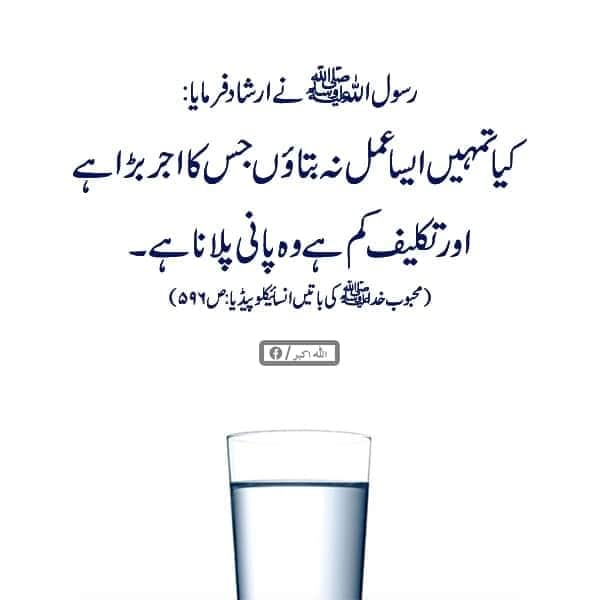 رسول اللہ ﷺ نے ارشاد فرمایا:
کیا تمہیں ایسا عمل نہ بتاؤں جس کا اجر بڑا ہے
اور تکلیف کم ہے وہ پانی پلانا ہے۔
(محبوب خدا ﷺ کی باتیں انسائیکلوپیڈیا: ص ۵۹۶)
اللہ اکبر /